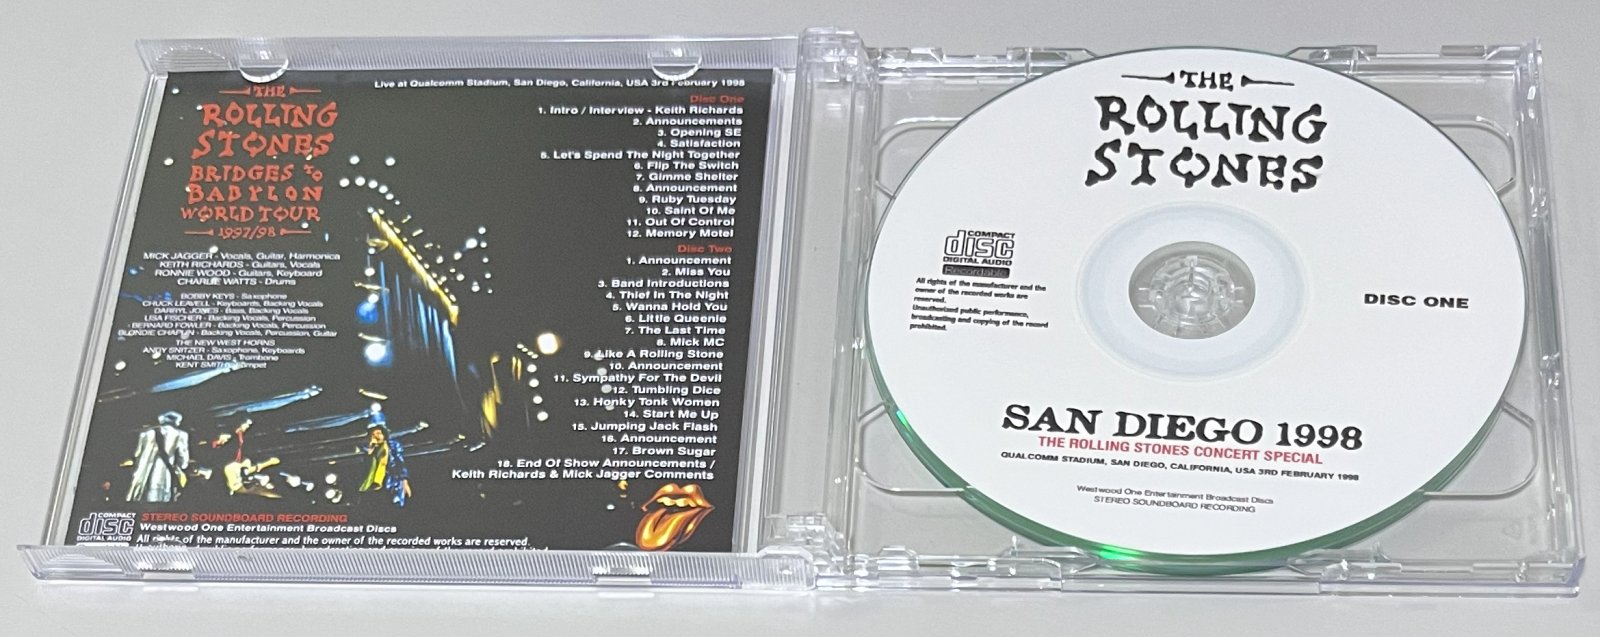 THE
ROLLING
STONES
BRIDGES TO
BABYLON
WORLD TOUR
1997/98
MICK JAGGER - Vocals, Guitar, Harmonica
KEITH RICHARDS - Guitars, Vocals
RONNIE WOOD - Guitars, Keyboard
CHARLIE WATTS - Drums
BOBBY KEYS - Saxophone
CHUCK LEAVELL - Keyboards, Backing Vocals
DARRYL JONES - Bass, Backing Vocals
LISA FISCHER - Backing Vocals, Percussion
BERNARD FOWLER - Backing Vocals, Percussion
BLONDIE CHAPLIN - Backing Vocals, Percussion, Guitar
THE NEW WEST HORNS
ANDY SNITZER - Saxophone, Keyboards
MICHAEL DAVIS - Trombone
KENT SMITH - Trumpet
Live at Qualcomm Stadium, San Diego, California, USA 3rd February 1998
Disc One
1. Intro / Interview - Keith Richards
2. Announcements
3. Opening SE
4. Satisfaction
5. Let's Spend The Night Together
6. Flip The Switch
7. Gimme Shelter
8. Announcement
9. Ruby Tuesday
10. Saint Of Me
11. Out Of Control
12. Memory Motel
Disc Two
1. Announcement
2. Miss You
3. Band Introductions
4. Thief In The Night
5. Wanna Hold You
6. Little Queenie
7. The Last Time
8. Mick MC
9. Like A Rolling Stone
10. Announcement
11. Sympathy For The Devil
12. Tumbling Dice
13. Honky Tonk Women
14. Start Me Up
15. Jumping Jack Flash
16. Announcement
17. Brown Sugar
18. End Of Show Announcements /
Keith Richards & Mick Jagger Comments
COMPACT
disc
DIGITAL AUDIO
STEREO SOUNDBOARD RECORDING
Westwood One Entertainment Broadcast Discs
All rights of the manufacturer and the owner of the recorded works are reserved.
THE
ROLLING
STONES
COMPACT
disc
DIGITAL AUDIO
Recordable
All rights of the manufacturer and the
owner of the recorded works are
reserved.
Unauthorized public performance,
broadcasting and copying of the record
prohibited.
DISC ONE
SAN DIEGO 1998
THE ROLLING STONES CONCERT SPECIAL
QUALCOMM STADIUM, SAN DIEGO, CALIFORNIA, USA 3RD FEBRUARY 1998
Westwood One Entertainment Broadcast Discs
STEREO SOUNDBOARD RECORDING